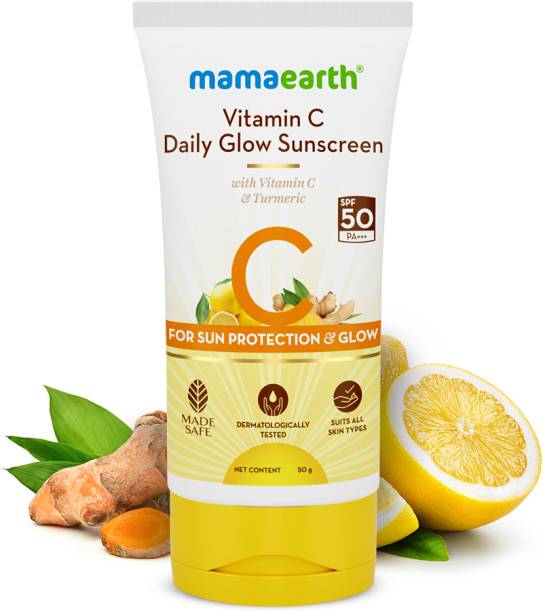 mamaearth®
Vitamin C
Daily Glow Sunscreen
with Vitamin C
& Turmeric
SPF
50
PA+++
C
FOR SUN PROTECTION & GLOW
MADE
SAFE
DERMATOLOGICALLY
TESTED
SUITS ALL
SKIN TYPES
NET CONTENT 50 g